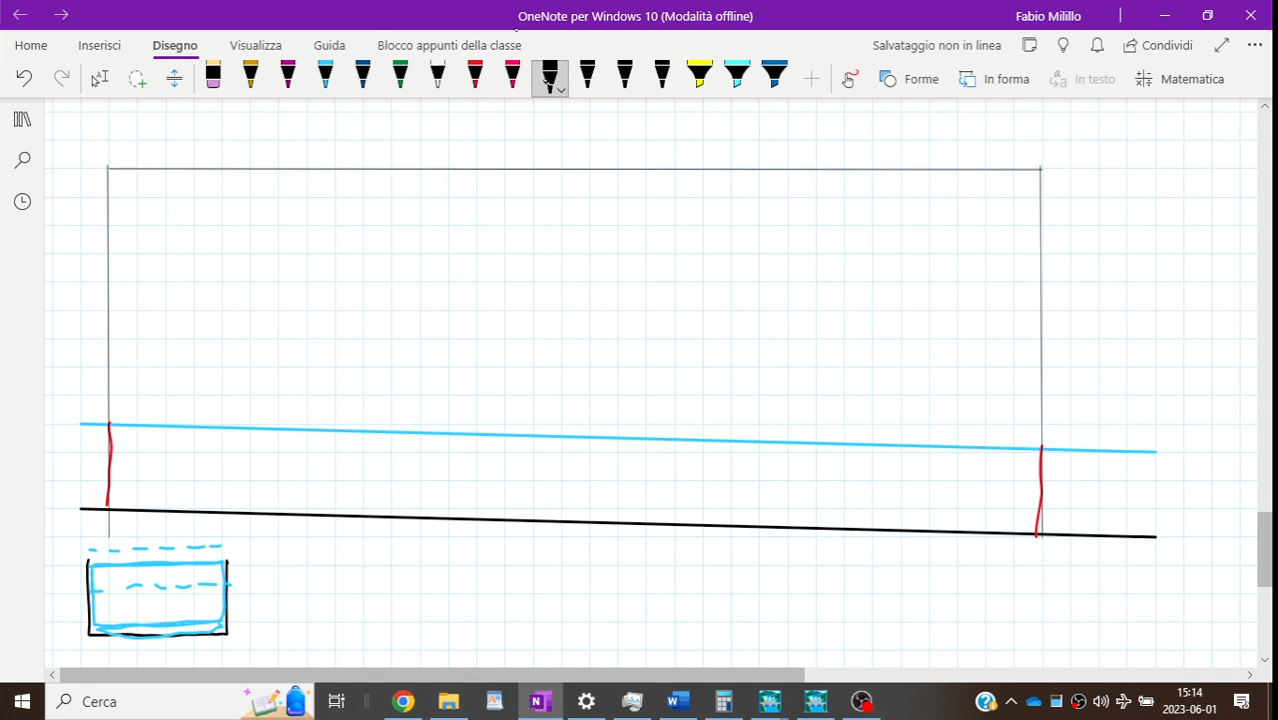 OneNote per Windows 10 (Modalità offline)
Fabio Milillo
Home Inserisci Disegno Visualizza Guida Blocco appunti della classe
Salvataggio non in linea Condividi
Forme In forma In testo Matematica
Cerca
15:14
2023-06-01